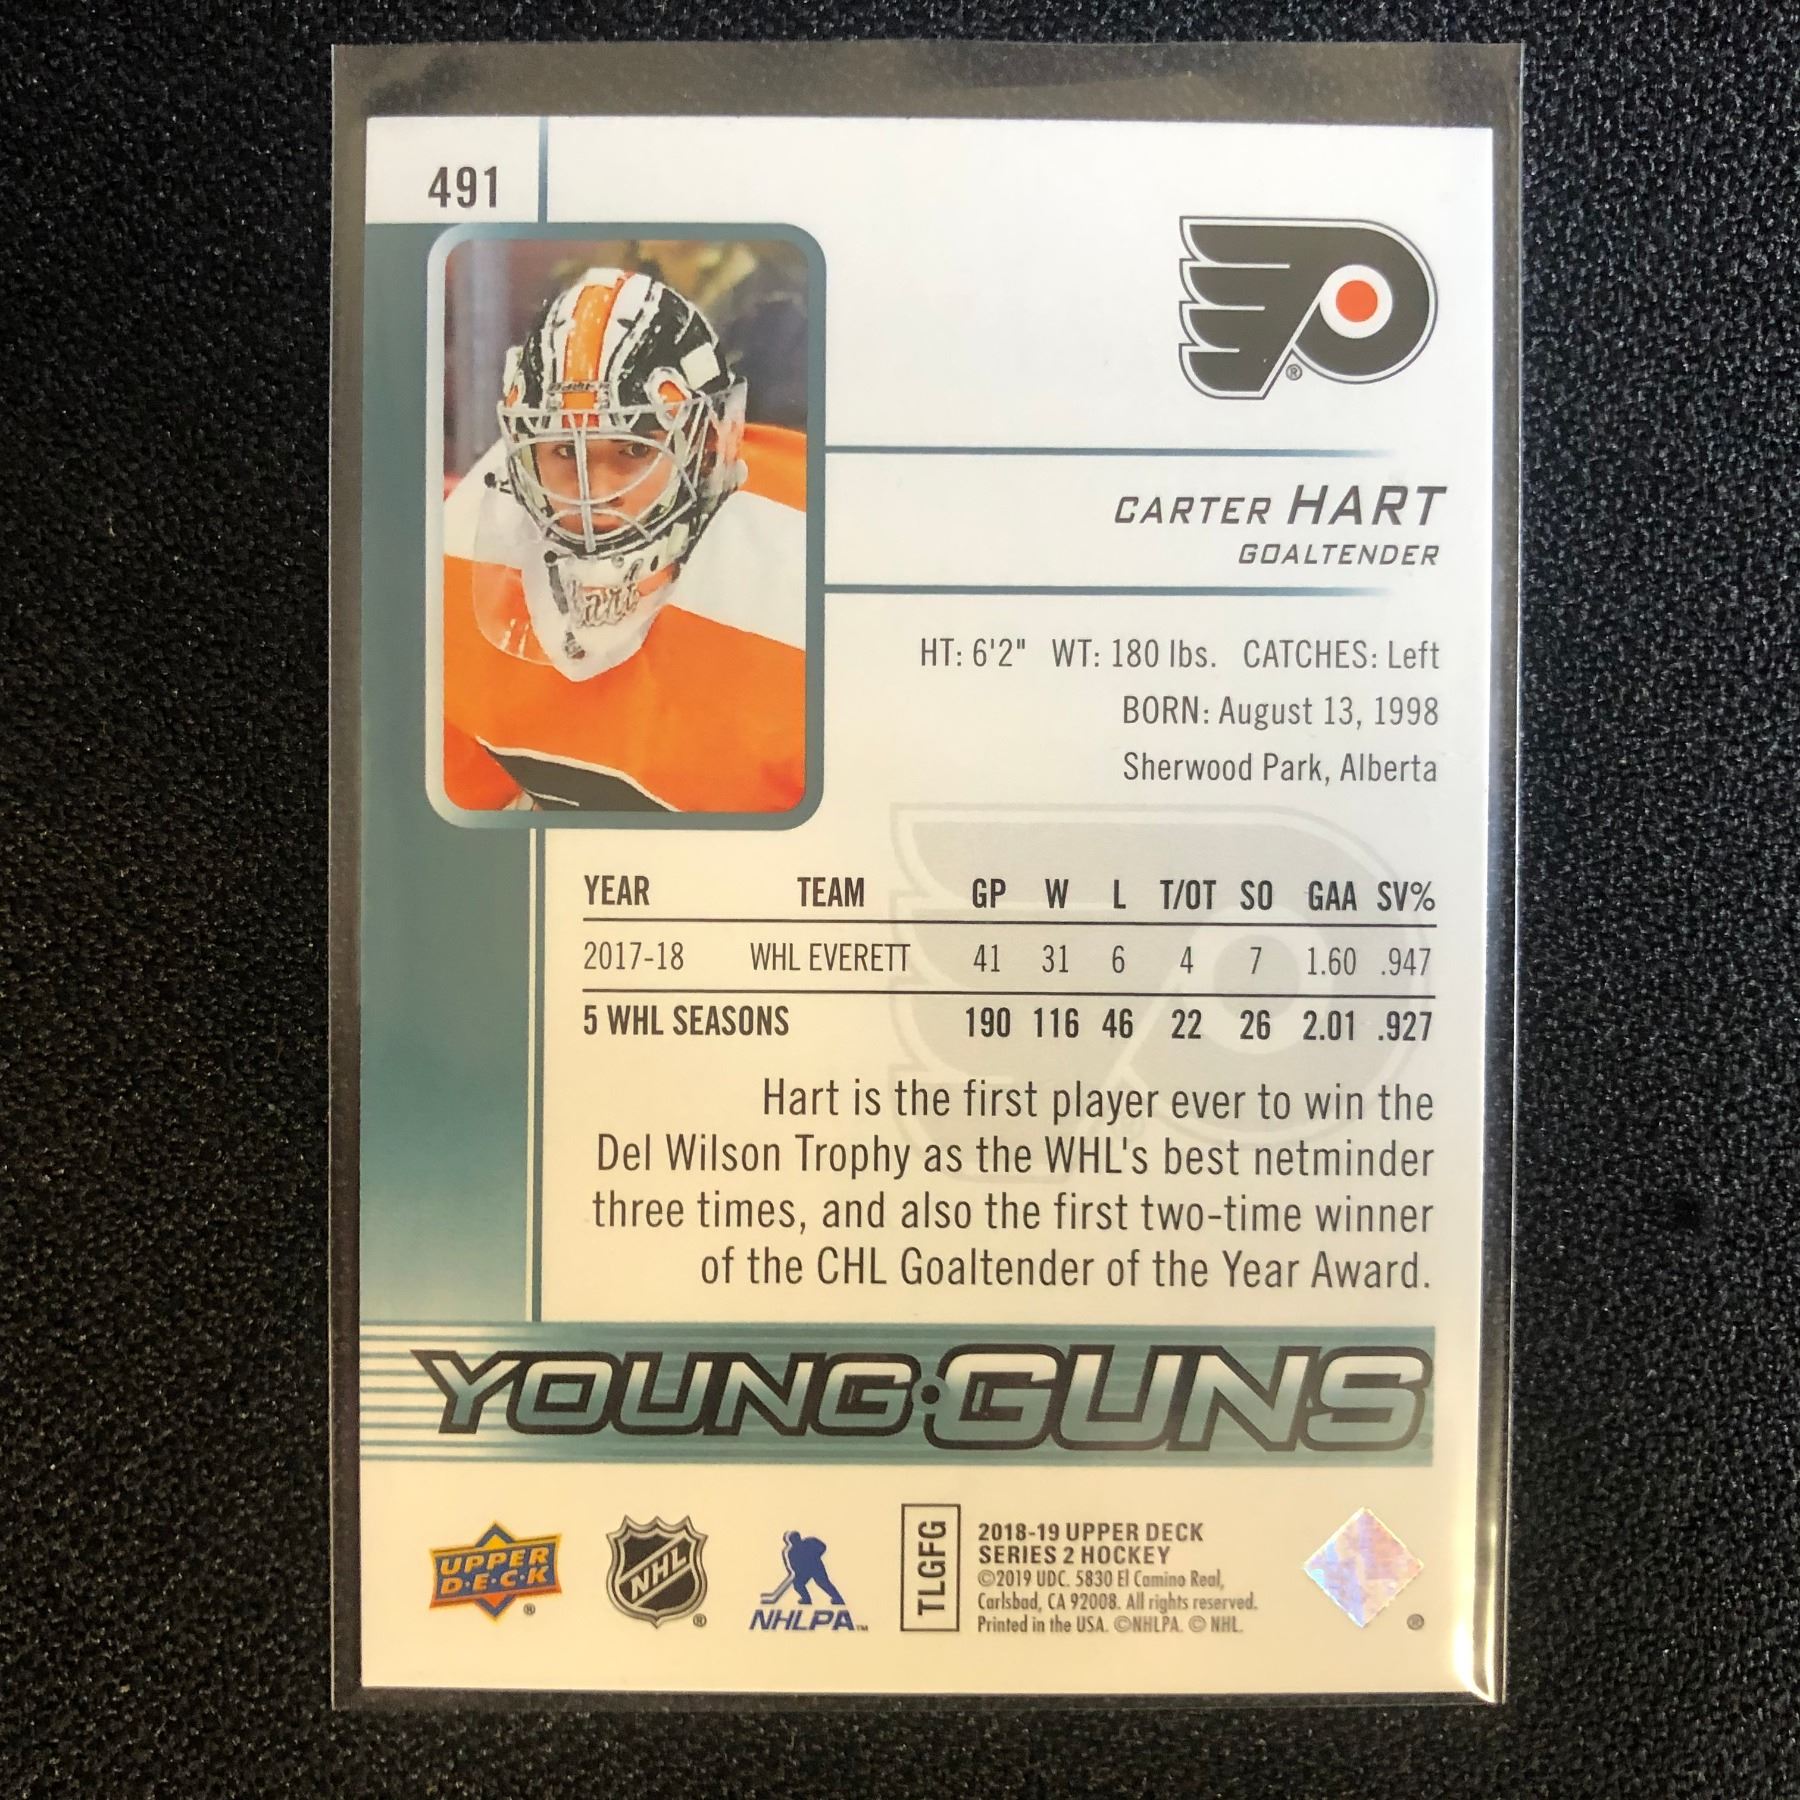 491
CARTER HART
GOALTENDER
HT: 6'2" WT: 180 lbs. CATCHES: Left
BORN: August 13, 1998
Sherwood Park, Alberta
YEAR TEAM GP W L T/OT SO GAA SV%
2017-18 WHL EVERETT 41 31 6 4 7 1.60 .947
5 WHL SEASONS 190 116 46 22 26 2.01 .927
Hart is the first player ever to win the
Del Wilson Trophy as the WHL's best netminder
three times, and also the first two-time winner
of the CHL Goaltender of the Year Award.
YOUNG·GUNS
UPPER
D·E·C·K
®
NHL
®
NHLPA™
TLGFG
2018-19 UPPER DECK
SERIES 2 HOCKEY
©2019 UDC. 5830 El Camino Real,
Carlsbad, CA 92008. All rights reserved.
Printed in the USA. ©NHLPA. © NHL.
®